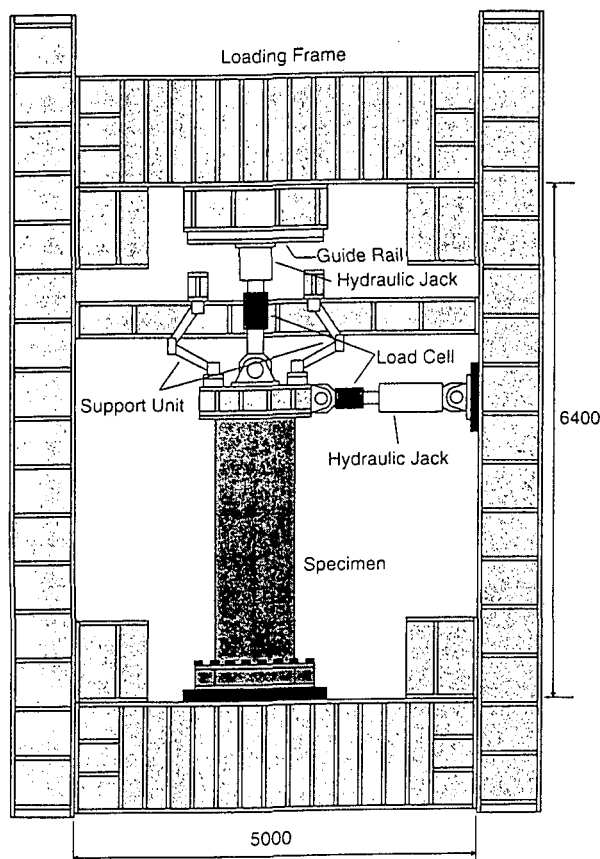 Loading Frame
Guide Rail
Hydraulic Jack
Load Cell
Support Unit
Hydraulic Jack
6400
Specimen
5000